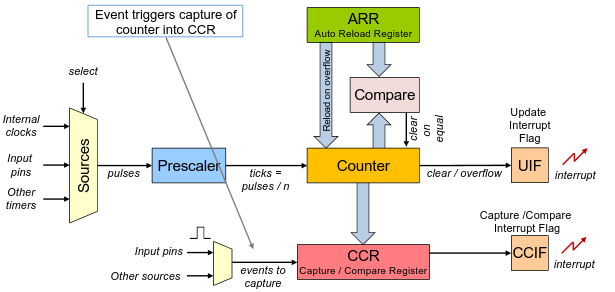 Event triggers capture of
counter into CCR
ARR
Auto Reload Register
Reload on overflow
Compare
clear
on
equal
select
Internal
clocks
Input
pins
Other
timers
Sources
pulses
Prescaler
ticks =
pulses / n
Counter
clear / overflow
Update
Interrupt
Flag
UIF
interrupt
Input pins
Other sources
events to
capture
CCR
Capture / Compare Register
Capture /Compare
Interrupt Flag
CCIF
interrupt